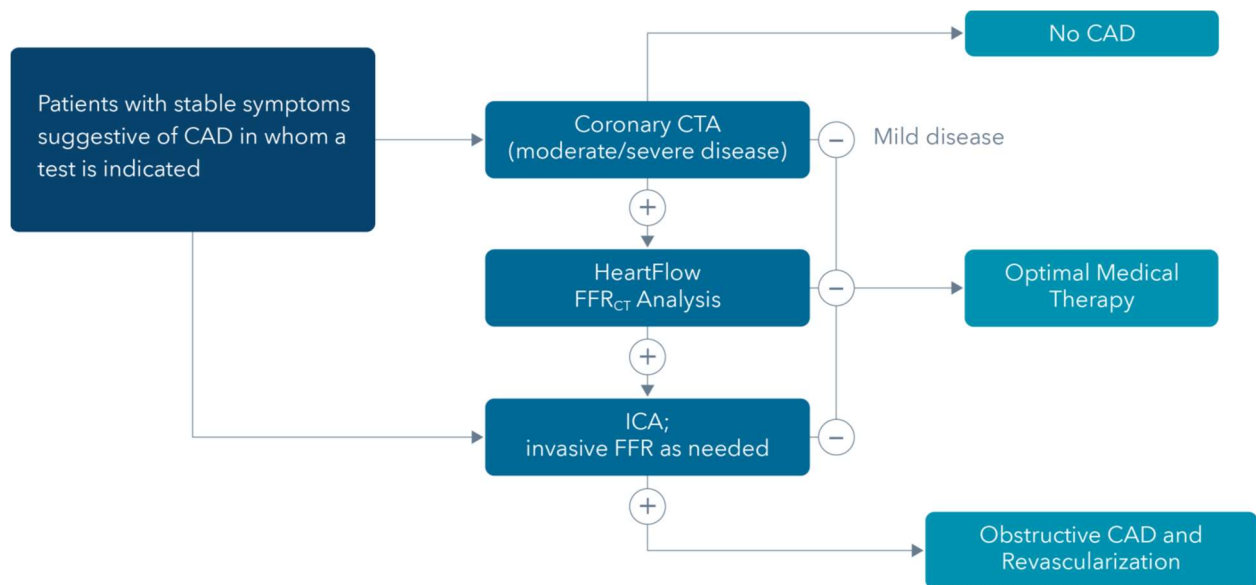 No CAD
Patients with stable symptoms
suggestive of CAD in whom a
test is indicated
Coronary CTA
(moderate/severe disease)
−
Mild disease
+
HeartFlow
FFRCT Analysis
−
Optimal Medical
Therapy
+
ICA;
invasive FFR as needed
−
+
Obstructive CAD and
Revascularization